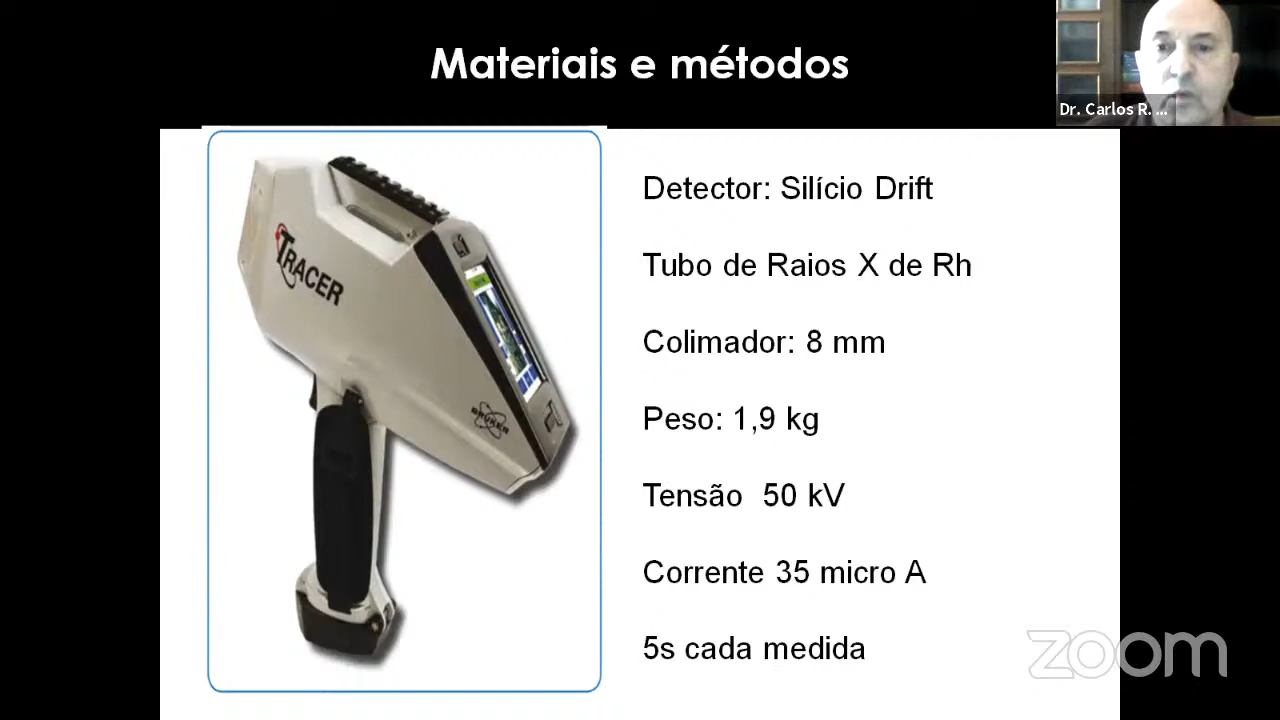 Materiais e métodos
Dr. Carlos R. ...
TRACER
BRUKER
Detector: Silício Drift
Tubo de Raios X de Rh
Colimador: 8 mm
Peso: 1,9 kg
Tensão 50 kV
Corrente 35 micro A
5s cada medida
zoom